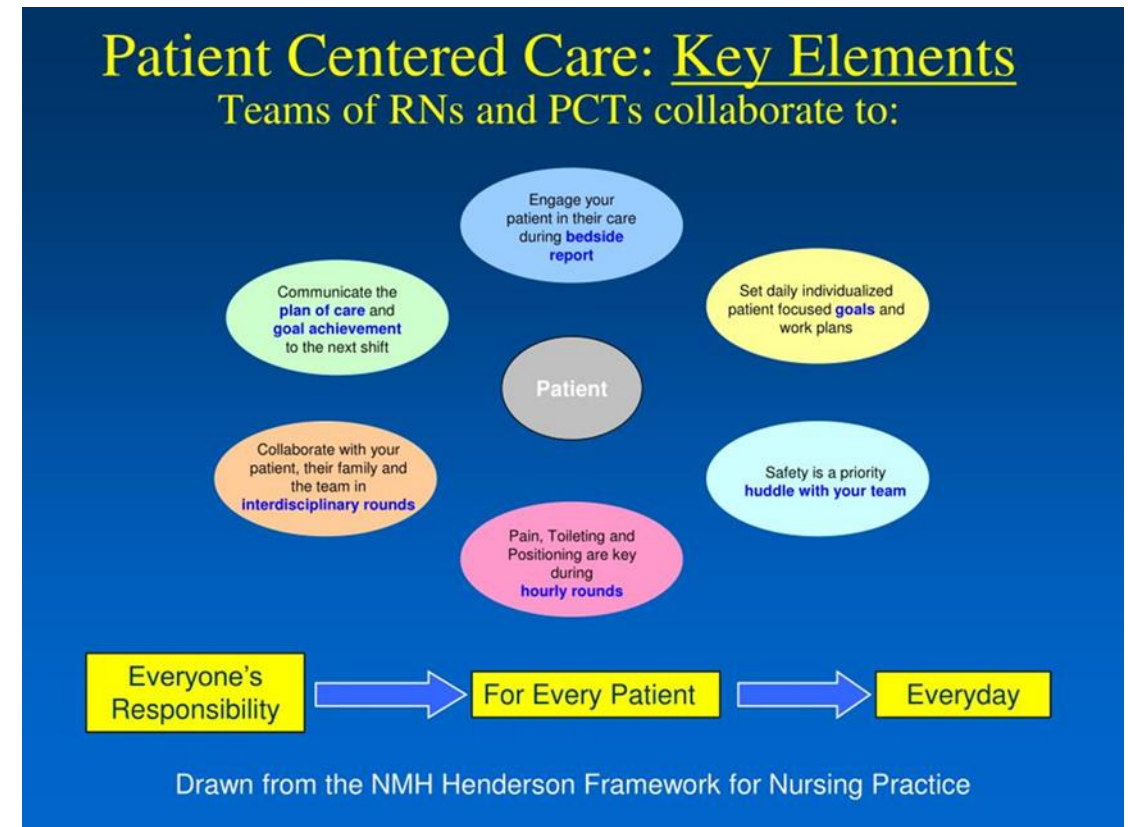 Patient Centered Care: Key Elements
Teams of RNs and PCTs collaborate to:
Engage your
patient in their care
during bedside
report
Set daily individualized
patient focused goals and
work plans
Safety is a priority
huddle with your team
Pain, Toileting and
Positioning are key
during
hourly rounds
Collaborate with your
patient, their family and
the team in
interdisciplinary rounds
Communicate the
plan of care and
goal achievement
to the next shift
Patient
Everyone's
Responsibility
For Every Patient
Everyday
Drawn from the NMH Henderson Framework for Nursing Practice